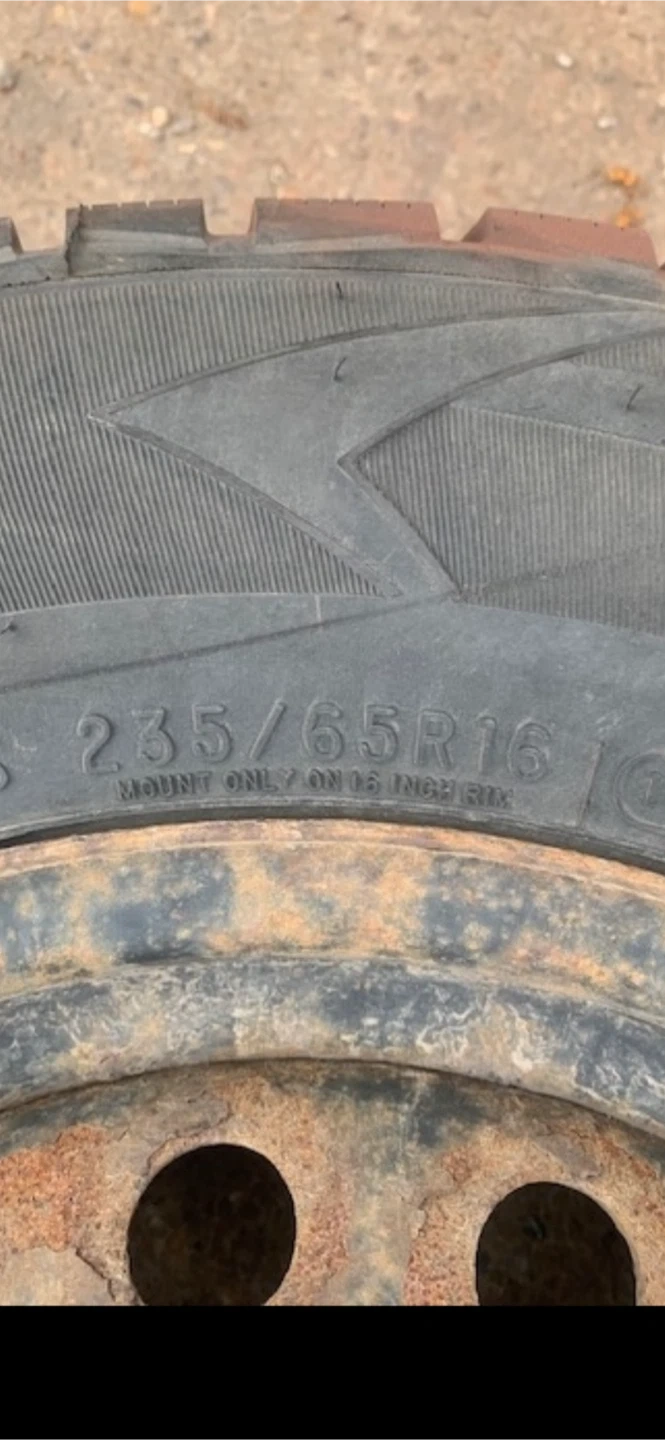 235/65R16
MOUNT ONLY ON 16 INCH RIM